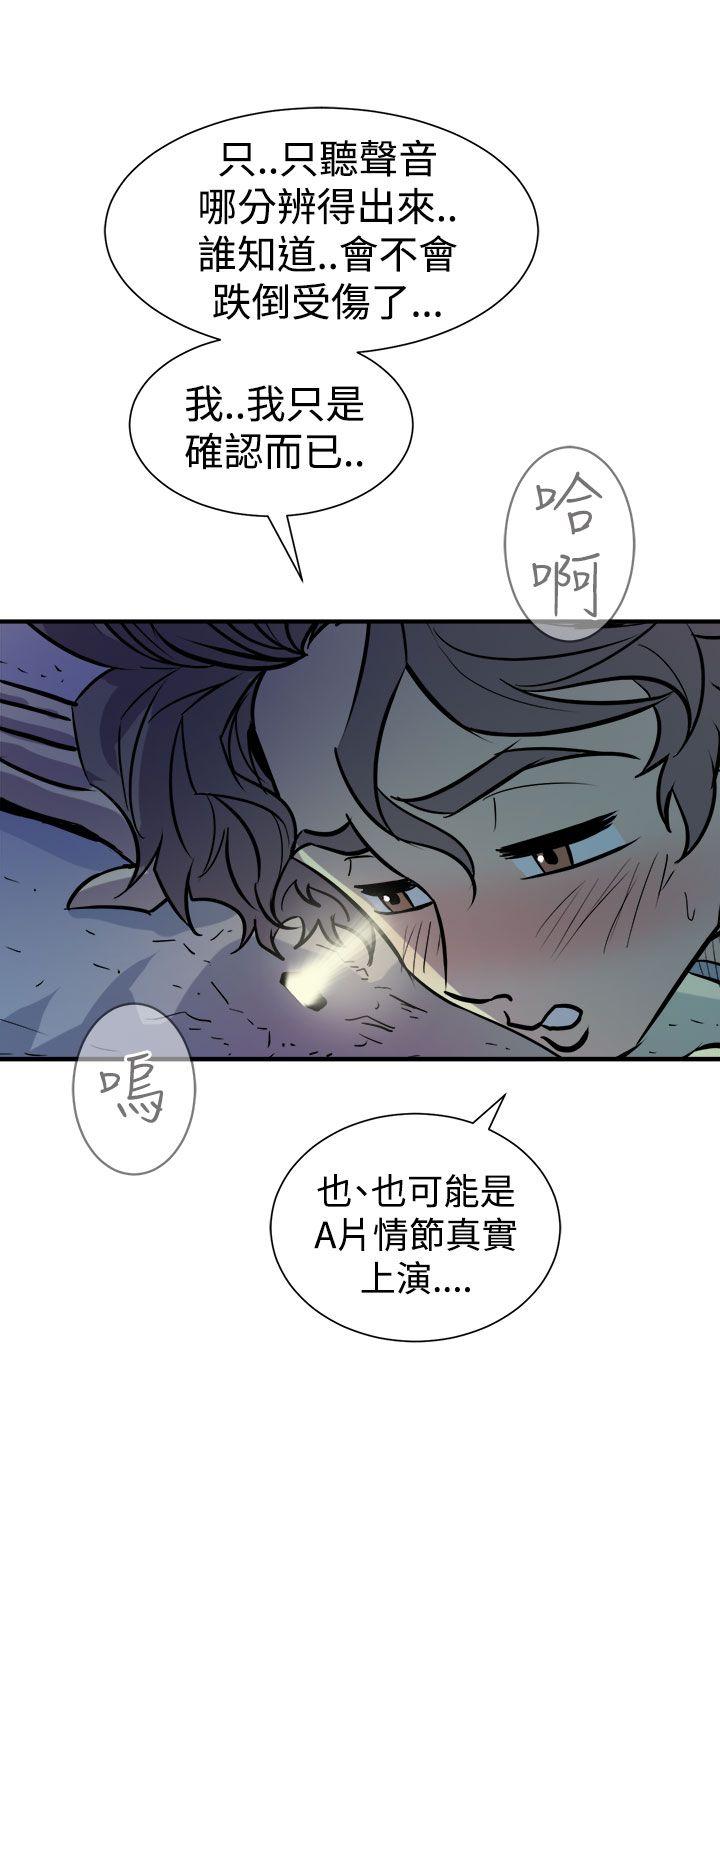 只..只聽聲音
哪分辨得出來..
誰知道..會不會
跌倒受傷了...
我..我只是
確認而已..
哈
啊
嗚
也、也可能是
A片情節真實
上演....